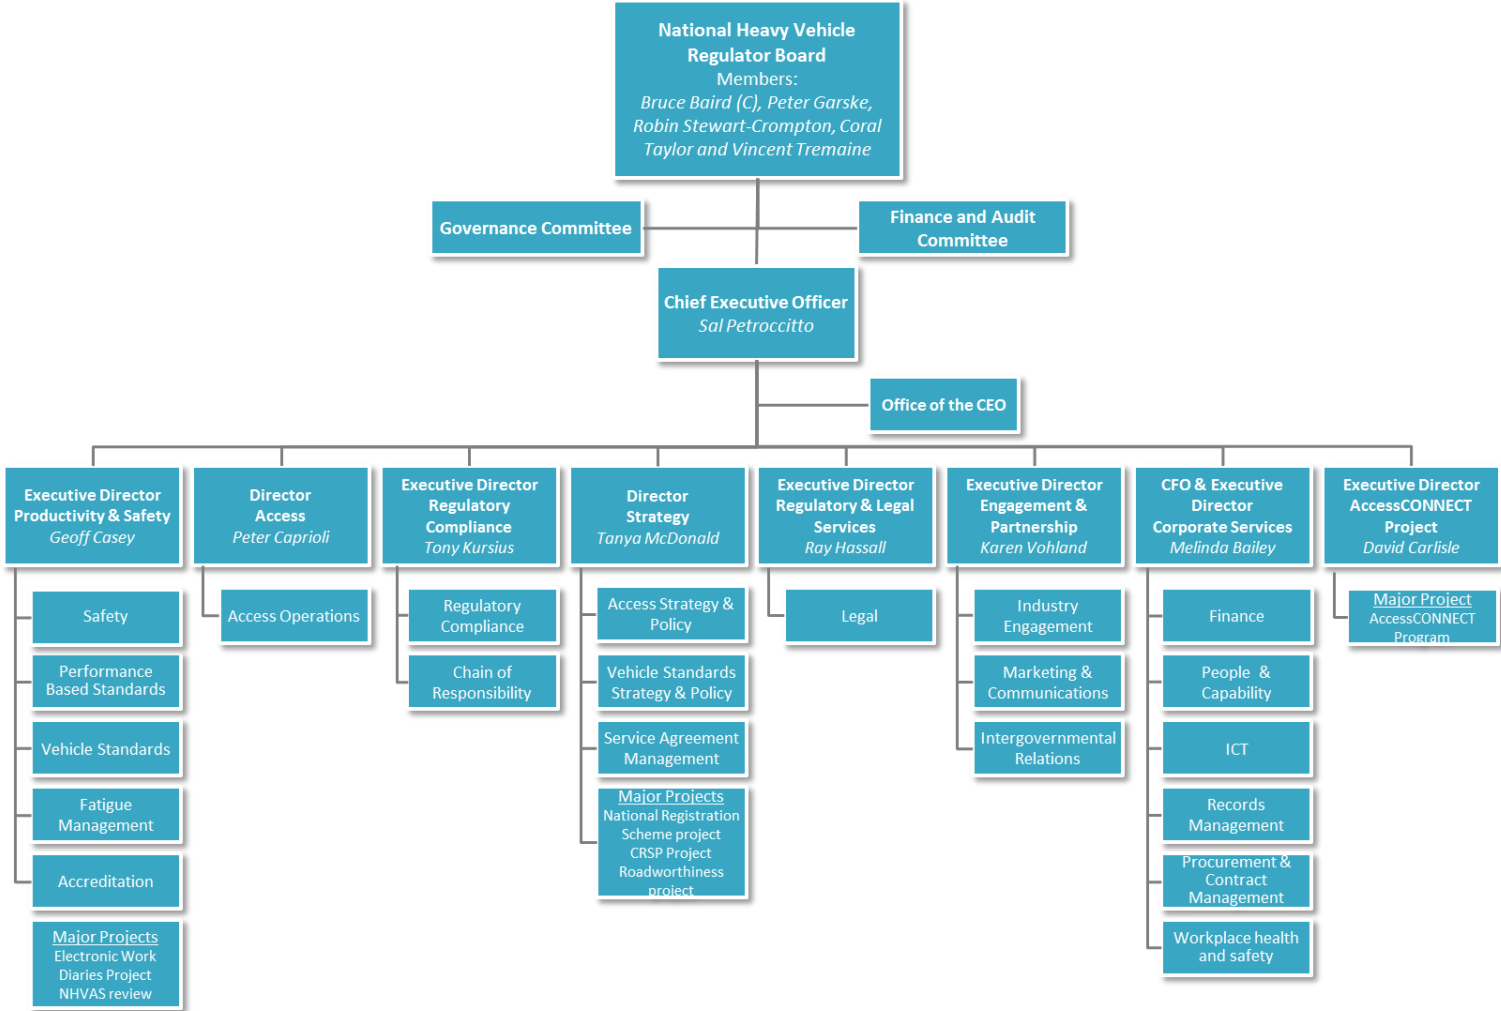 National Heavy Vehicle
Regulator Board
Members:
Bruce Baird (C), Peter Garske,
Robin Stewart-Crompton, Coral
Taylor and Vincent Tremaine
Governance Committee
Finance and Audit
Committee
Chief Executive Officer
Sal Petroccitto
Office of the CEO
Executive Director
Productivity & Safety
Geoff Casey
Director
Access
Peter Caprioli
Executive Director
Regulatory
Compliance
Tony Kursius
Director
Strategy
Tanya McDonald
Executive Director
Regulatory & Legal
Services
Ray Hassall
Executive Director
Engagement &
Partnership
Karen Vohland
CFO & Executive
Director
Corporate Services
Melinda Bailey
Executive Director
AccessCONNECT
Project
David Carlisle
Safety
Performance
Based Standards
Vehicle Standards
Fatigue
Management
Accreditation
Major Projects
Electronic Work
Diaries Project
NHVAS review
Access Operations
Regulatory
Compliance
Chain of
Responsibility
Access Strategy &
Policy
Vehicle Standards
Strategy & Policy
Service Agreement
Management
Major Projects
National Registration
Scheme project
CRSP Project
Roadworthiness
project
Legal
Industry
Engagement
Marketing &
Communications
Intergovernmental
Relations
Finance
People &
Capability
ICT
Records
Management
Procurement &
Contract
Management
Workplace health
and safety
Major Project
AccessCONNECT
Program